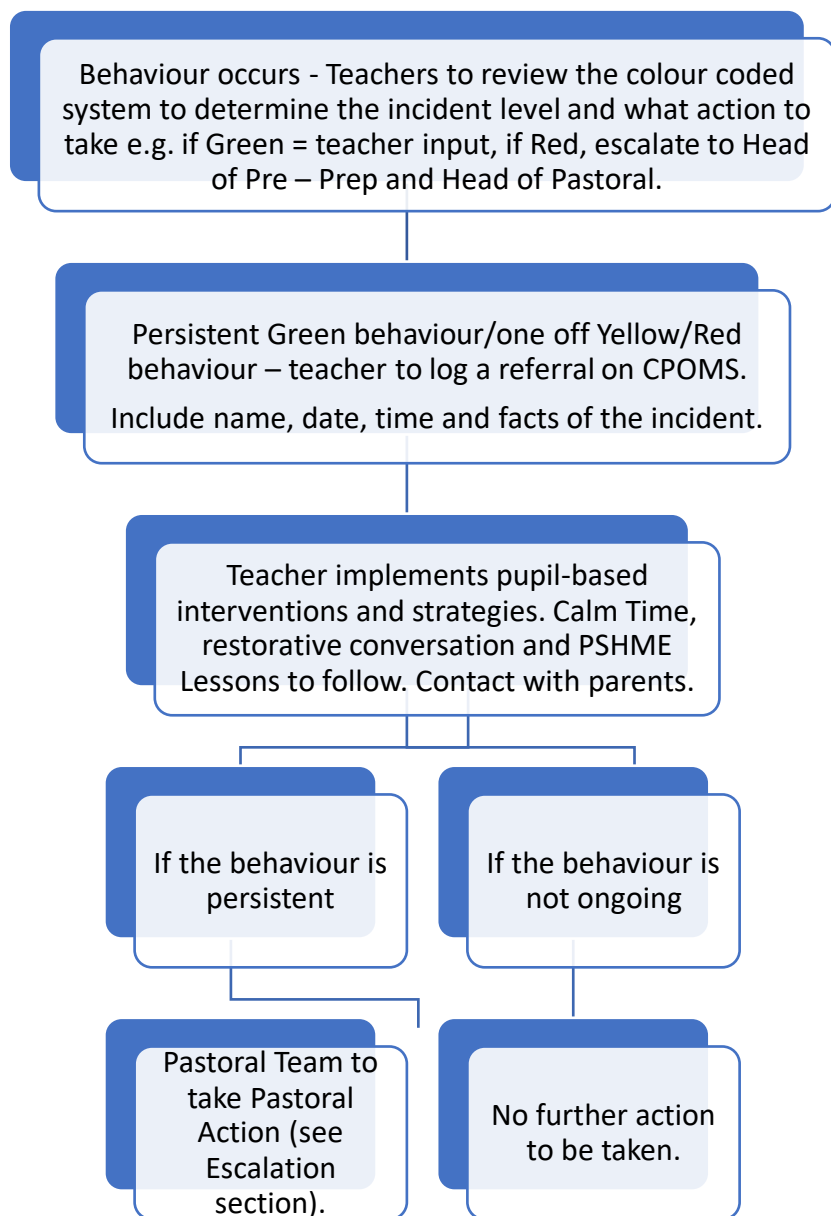 Behaviour occurs - Teachers to review the colour coded
system to determine the incident level and what action to
take e.g. if Green = teacher input, if Red, escalate to Head
of Pre – Prep and Head of Pastoral.
Persistent Green behaviour/one off Yellow/Red
behaviour – teacher to log a referral on CPOMS.
Include name, date, time and facts of the incident.
Teacher implements pupil-based
interventions and strategies. Calm Time,
restorative conversation and PSHME
Lessons to follow. Contact with parents.
If the behaviour is
persistent
If the behaviour is
not ongoing
Pastoral Team to
take Pastoral
Action (see
Escalation
section).
No further action
to be taken.